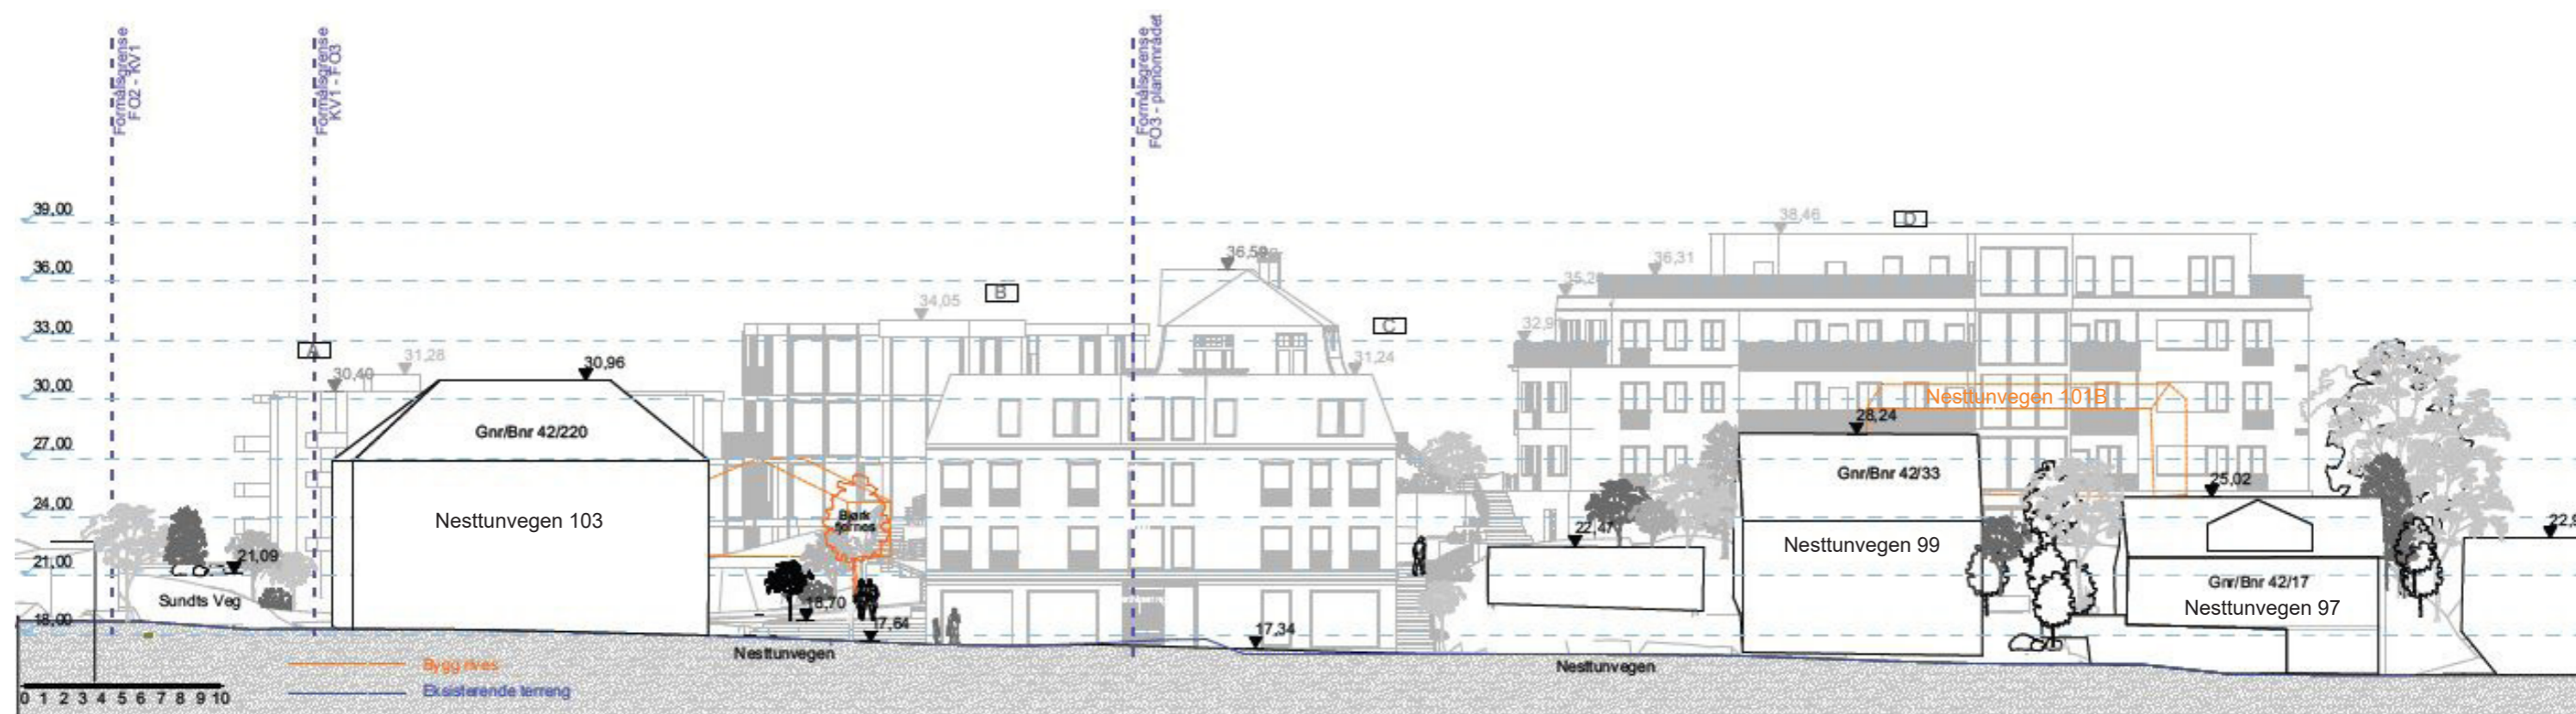 Formålsgrense
FO2 - KV1
Formålsgrense
KV1 - FO3
Formålsgrense
FO3 - planområdet
39,00
36,00
33,00
30,00
27,00
24,00
21,00
18,00
A
31,28
30,40
30,96
Gnr/Bnr 42/220
Nesttunvegen 103
21,09
Sundts Veg
B
34,05
36,59
C
31,24
Bjørk
fjernes
18,70
17,64
17,34
Nesttunvegen
Nesttunvegen
D
38,46
36,31
Nesttunvegen 101B
28,24
Gnr/Bnr 42/33
Nesttunvegen 99
22,47
25,02
Gnr/Bnr 42/17
Nesttunvegen 97
Bygg rives
Eksisterende terreng
0 1 2 3 4 5 6 7 8 9 10